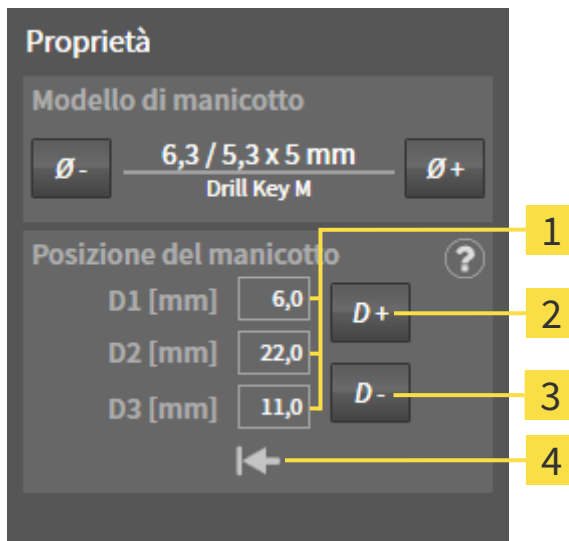 Proprietà
Modello di manicotto
Ø - 6,3 / 5,3 x 5 mm Ø +
Drill Key M
1
Posizione del manicotto ?
D1 [mm] 6,0 D + 2
D2 [mm] 22,0
D3 [mm] 11,0 D - 3
4